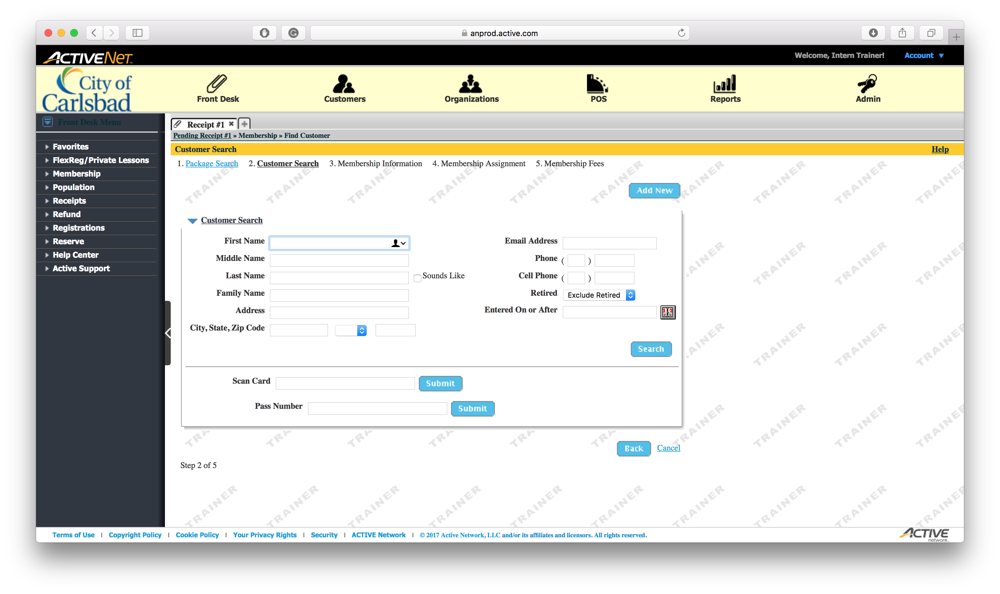 anprod.active.com
ACTIVENET™
Welcome, Intern Trainer!
Account
City of
Carlsbad
Front Desk
Customers
Organizations
POS
Reports
Admin
Front Desk Menu
Favorites
FlexReg/Private Lessons
Membership
Population
Receipts
Refund
Registrations
Reserve
Help Center
Active Support
Receipt #1
Pending Receipt #1 » Membership » Find Customer
Customer Search
Help
1. Package Search 2. Customer Search 3. Membership Information 4. Membership Assignment 5. Membership Fees
Add New
Customer Search
First Name
Email Address
Middle Name
Phone ( )
Last Name
Sounds Like
Cell Phone ( )
Family Name
Retired
Exclude Retired
Address
Entered On or After
City, State, Zip Code
Search
Scan Card
Submit
Pass Number
Submit
Back
Cancel
Step 2 of 5
TRAINER
Terms of Use | Copyright Policy | Cookie Policy | Your Privacy Rights | Security | ACTIVE Network | © 2017 Active Network, LLC and/or its affiliates and licensors. All rights reserved.
ACTIVE
network.